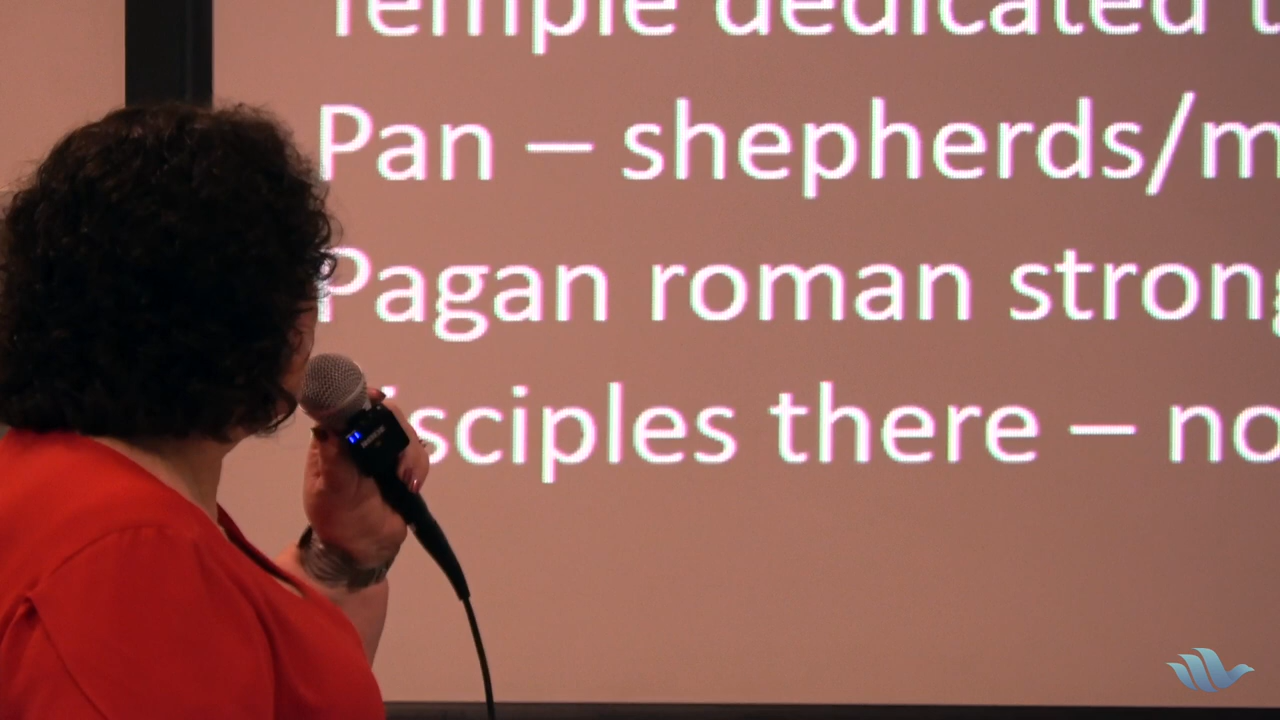 Temple dedicated t
Pan – shepherds/m
Pagan roman strong
isciples there – no